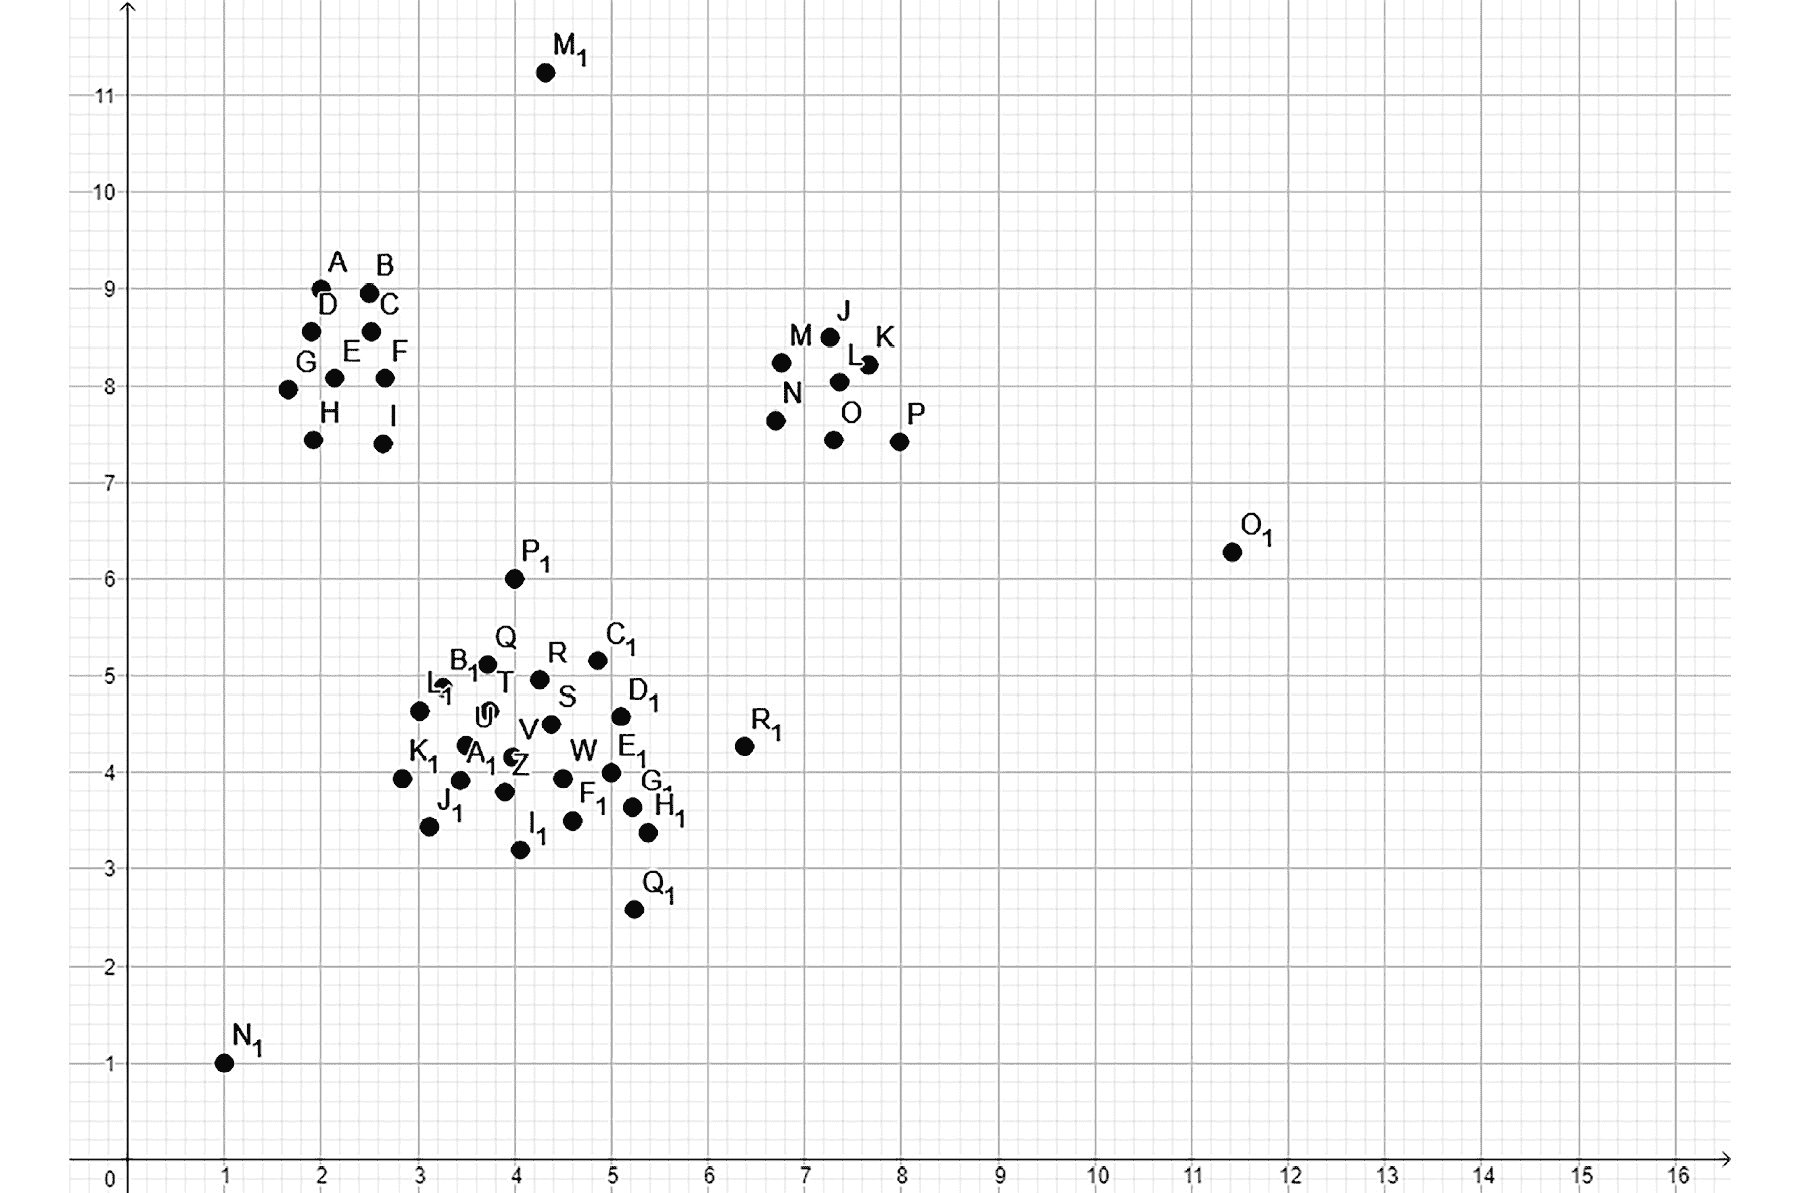 M₁
11
10
A
B
9
D
C
J
M
K
E
F
L
G
8
N
H
I
O
P
7
O₁
P₁
6
Q
C₁
R
B₁
5
T
L₁
D₁
S
U
R₁
V
E₁
K₁
A₁
W
Z
4
G₁
F₁
J₁
H₁
I₁
3
Q₁
2
N₁
1
0 1 2 3 4 5 6 7 8 9 10 11 12 13 14 15 16